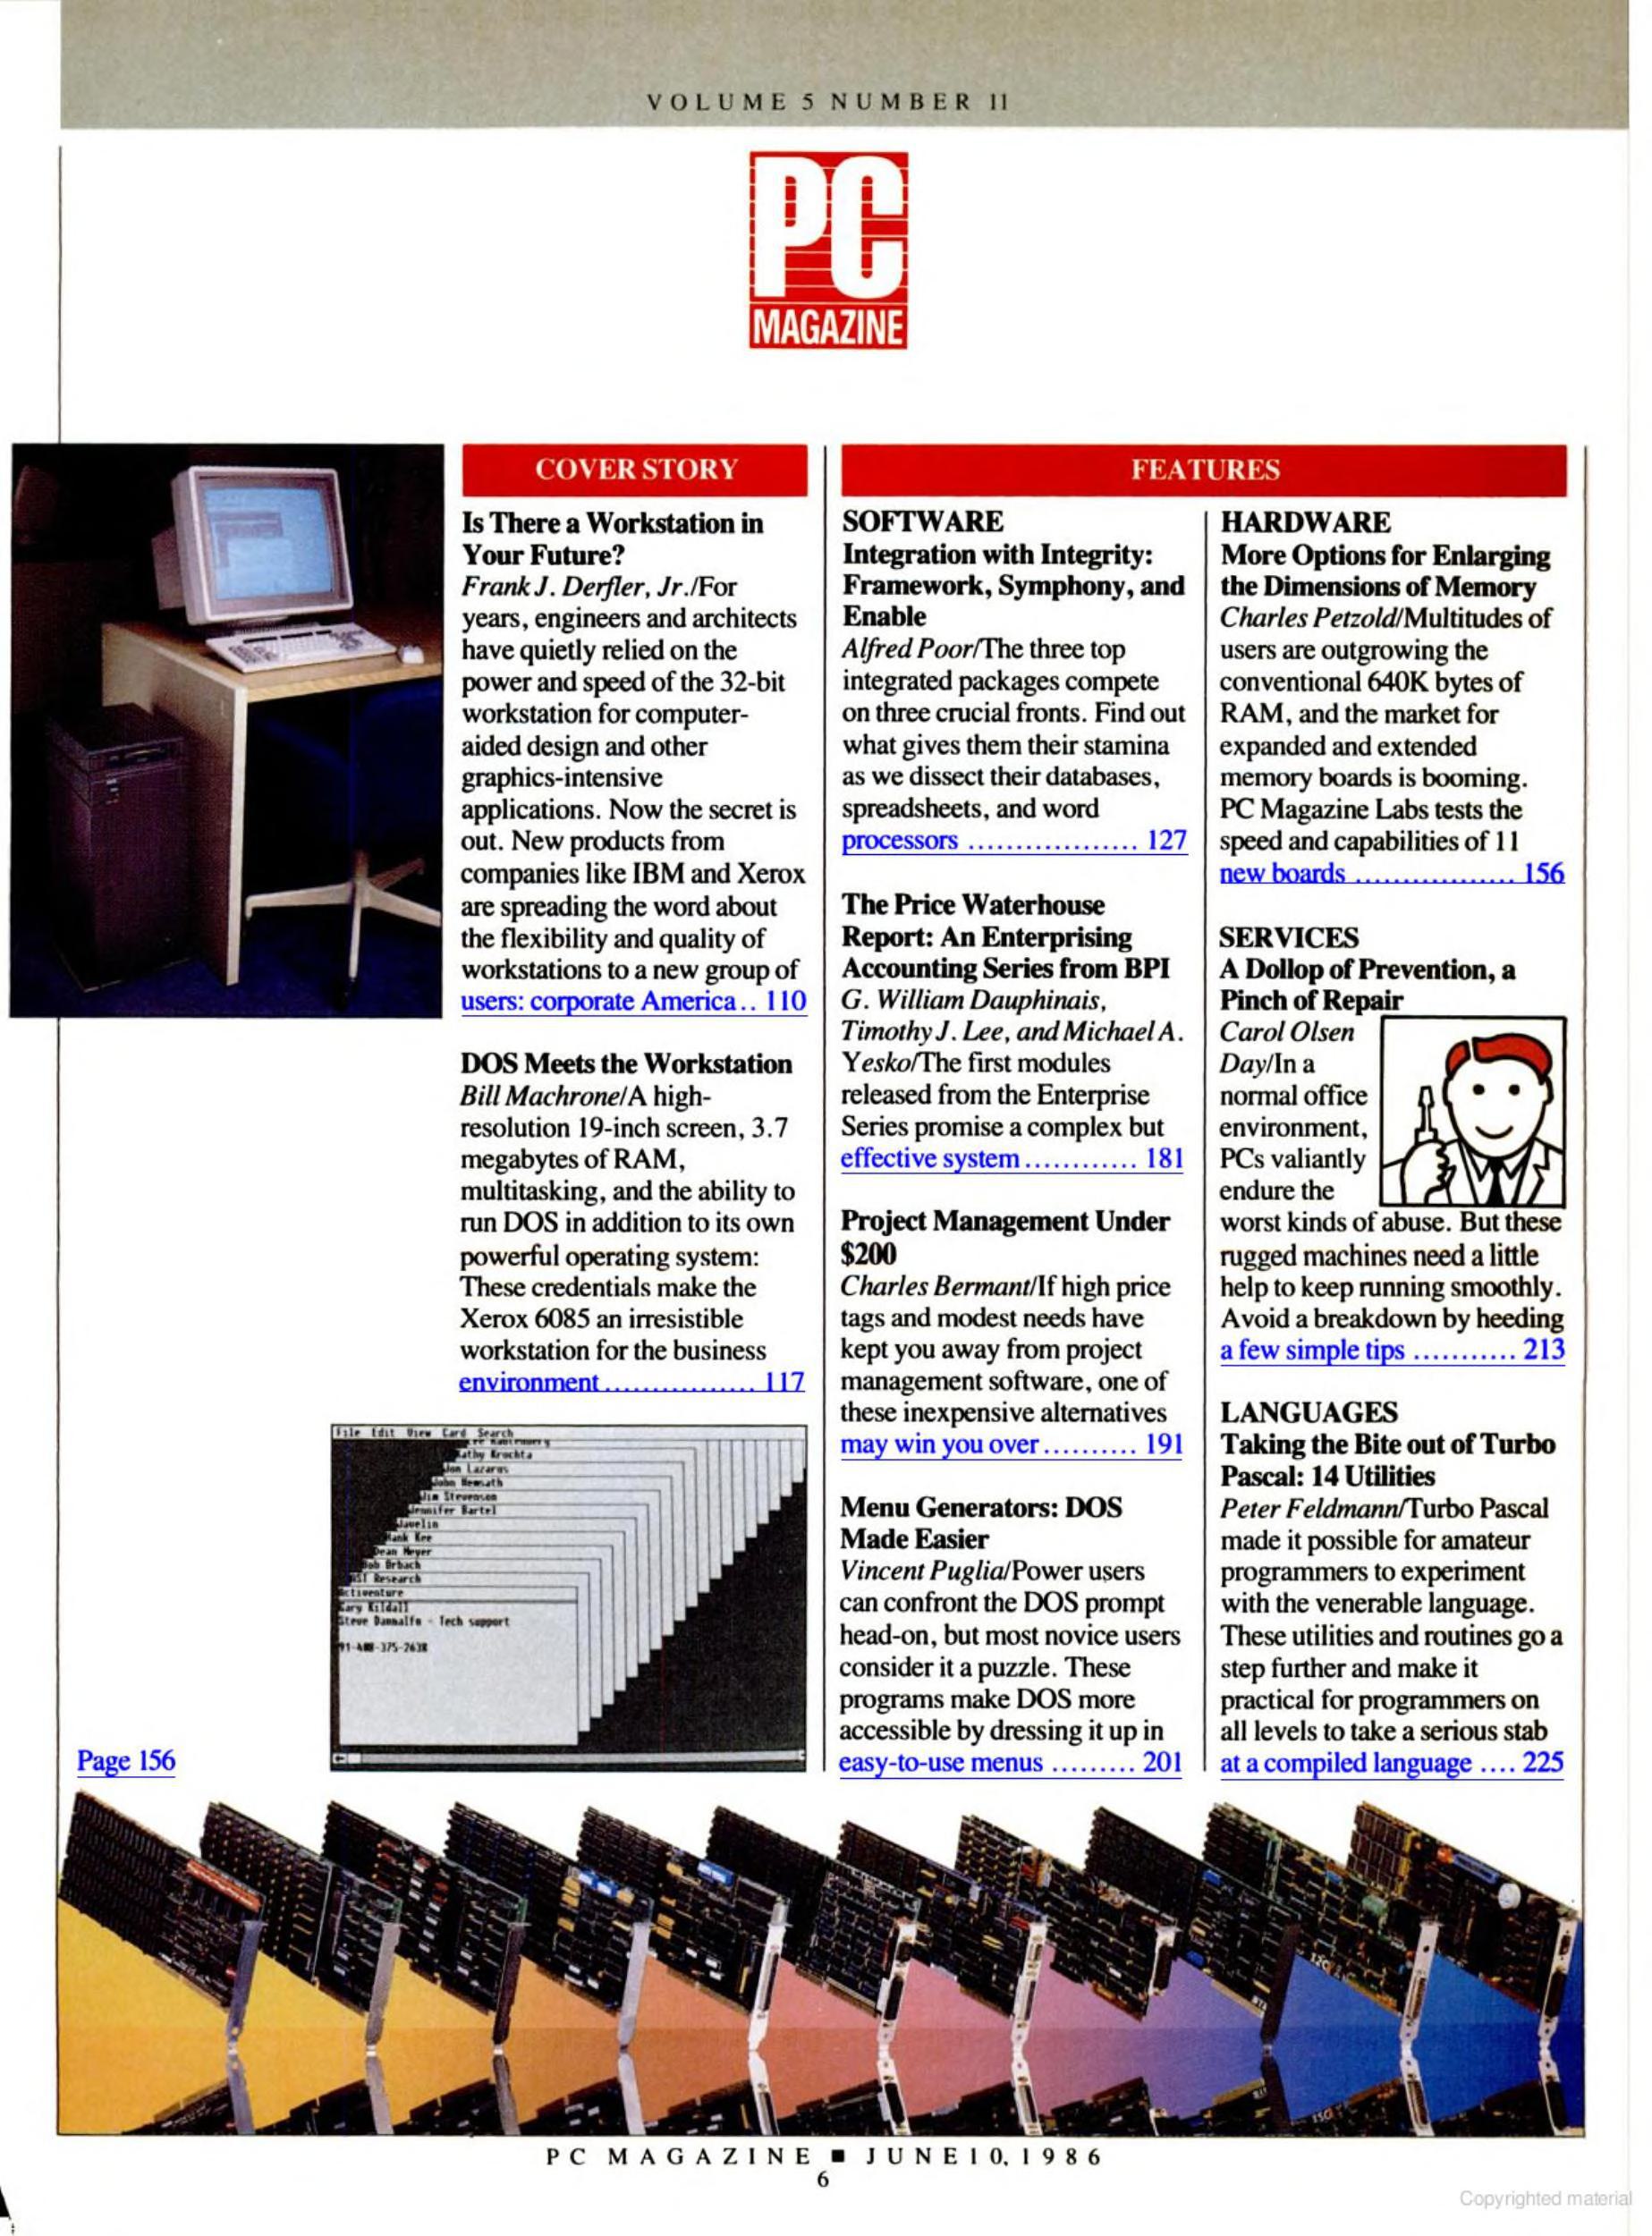 VOLUME 5 NUMBER 11
PC
MAGAZINE
COVER STORY
Is There a Workstation in
Your Future?
Frank J. Derfler, Jr./For
years, engineers and architects
have quietly relied on the
power and speed of the 32-bit
workstation for computer-
aided design and other
graphics-intensive
applications. Now the secret is
out. New products from
companies like IBM and Xerox
are spreading the word about
the flexibility and quality of
workstations to a new group of
users: corporate America.. 110
DOS Meets the Workstation
Bill Machrone/A high-
resolution 19-inch screen, 3.7
megabytes of RAM,
multitasking, and the ability to
run DOS in addition to its own
powerful operating system:
These credentials make the
Xerox 6085 an irresistible
workstation for the business
environment................ 117
File Edit View Card Search
Kathy Krochta
Jon Lazarus
Jim Stevenson
Jennifer Bartel
Javelin
Hank Kee
Dean Meyer
Bob Orbach
AST Research
Activenture
Gary Kildall
Steve - Tech support
Page 156
FEATURES
SOFTWARE
Integration with Integrity:
Framework, Symphony, and
Enable
Alfred Poor/The three top
integrated packages compete
on three crucial fronts. Find out
what gives them their stamina
as we dissect their databases,
spreadsheets, and word
processors .................. 127
The Price Waterhouse
Report: An Enterprising
Accounting Series from BPI
G. William Dauphinais,
Timothy J. Lee, and Michael A.
Yesko/The first modules
released from the Enterprise
Series promise a complex but
effective system............ 181
Project Management Under
$200
Charles Bermant/If high price
tags and modest needs have
kept you away from project
management software, one of
these inexpensive alternatives
may win you over.......... 191
Menu Generators: DOS
Made Easier
Vincent Puglia/Power users
can confront the DOS prompt
head-on, but most novice users
consider it a puzzle. These
programs make DOS more
accessible by dressing it up in
easy-to-use menus ......... 201
HARDWARE
More Options for Enlarging
the Dimensions of Memory
Charles Petzold/Multitudes of
users are outgrowing the
conventional 640K bytes of
RAM, and the market for
expanded and extended
memory boards is booming.
PC Magazine Labs tests the
speed and capabilities of 11
new boards ................. 156
SERVICES
A Dollop of Prevention, a
Pinch of Repair
Carol Olsen
Day/In a
normal office
environment,
PCs valiantly
endure the
worst kinds of abuse. But these
rugged machines need a little
help to keep running smoothly.
Avoid a breakdown by heeding
a few simple tips ........... 213
LANGUAGES
Taking the Bite out of Turbo
Pascal: 14 Utilities
Peter Feldmann/Turbo Pascal
made it possible for amateur
programmers to experiment
with the venerable language.
These utilities and routines go a
step further and make it
practical for programmers on
all levels to take a serious stab
at a compiled language .... 225
PC MAGAZINE ■ JUNE 10, 1986
6
Copyrighted material